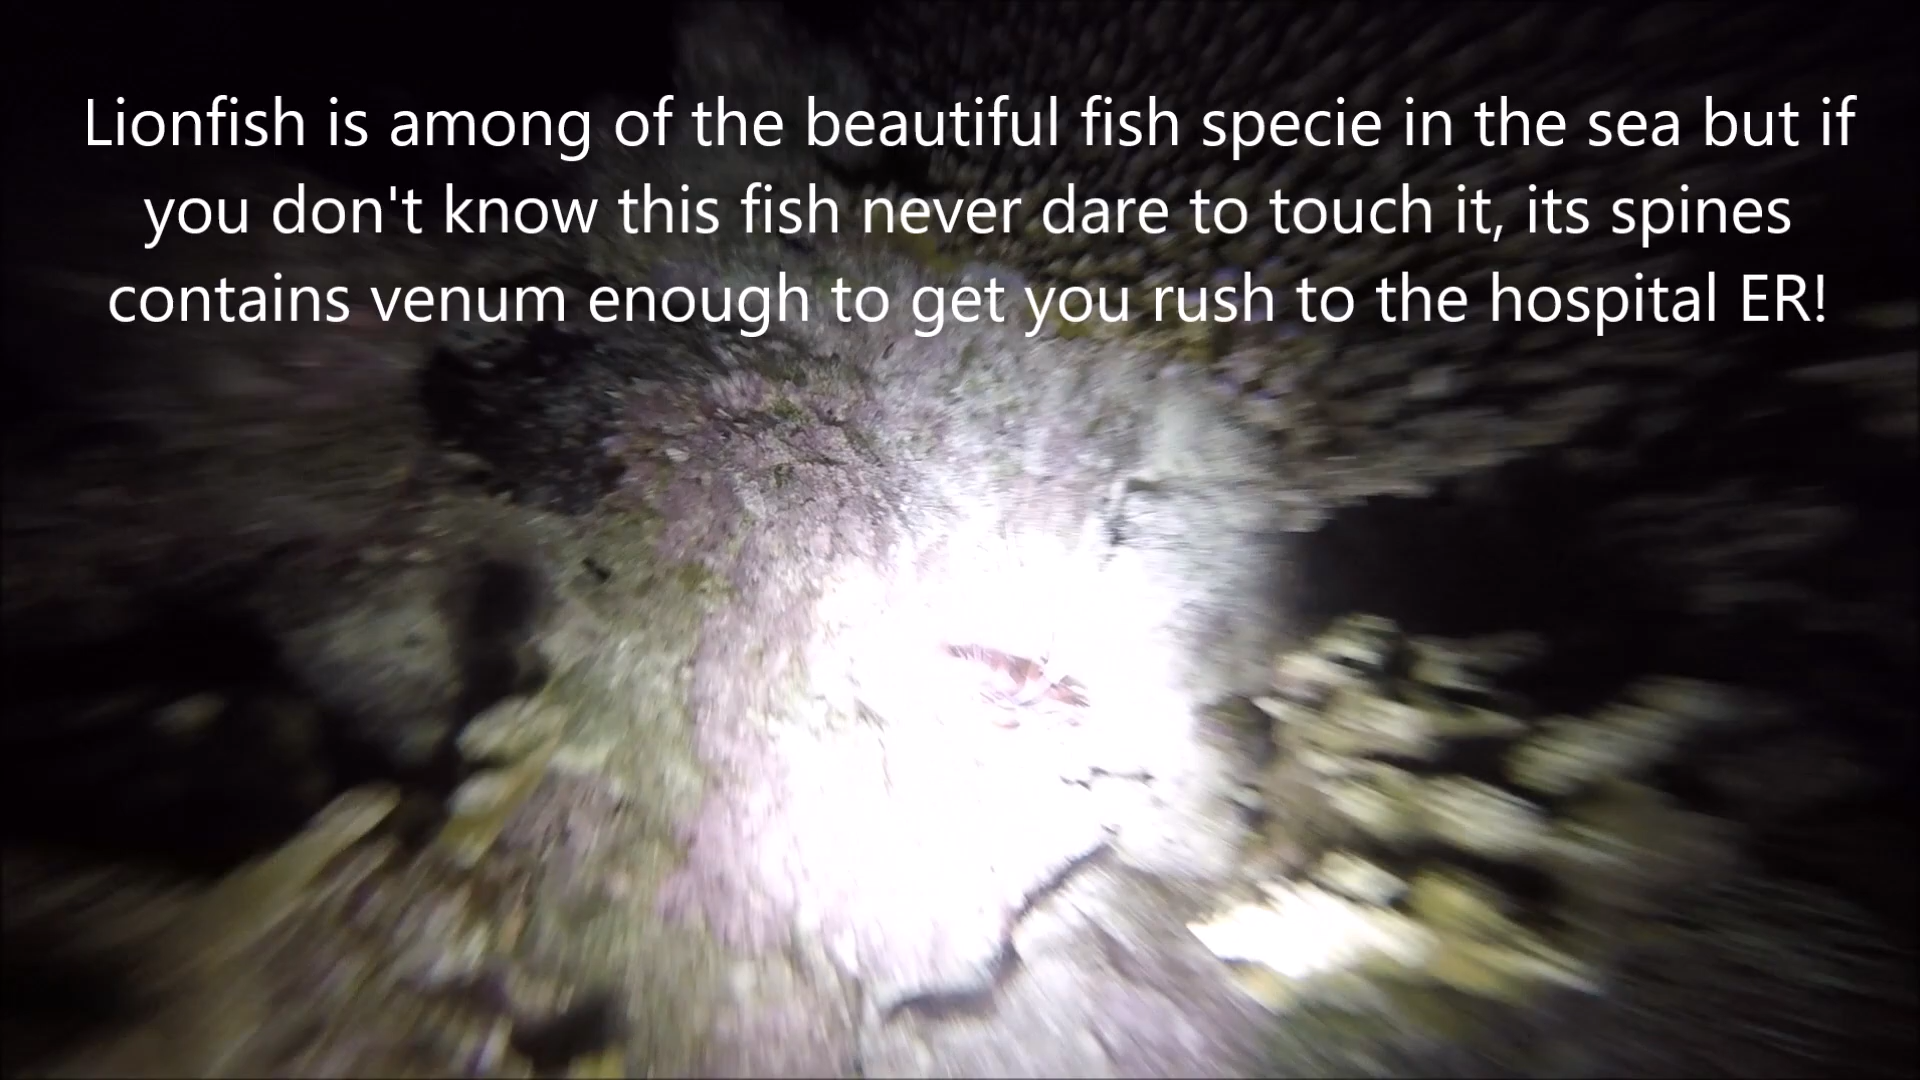 Lionfish is among of the beautiful fish specie in the sea but if
you don't know this fish never dare to touch it, its spines
contains venum enough to get you rush to the hospital ER!